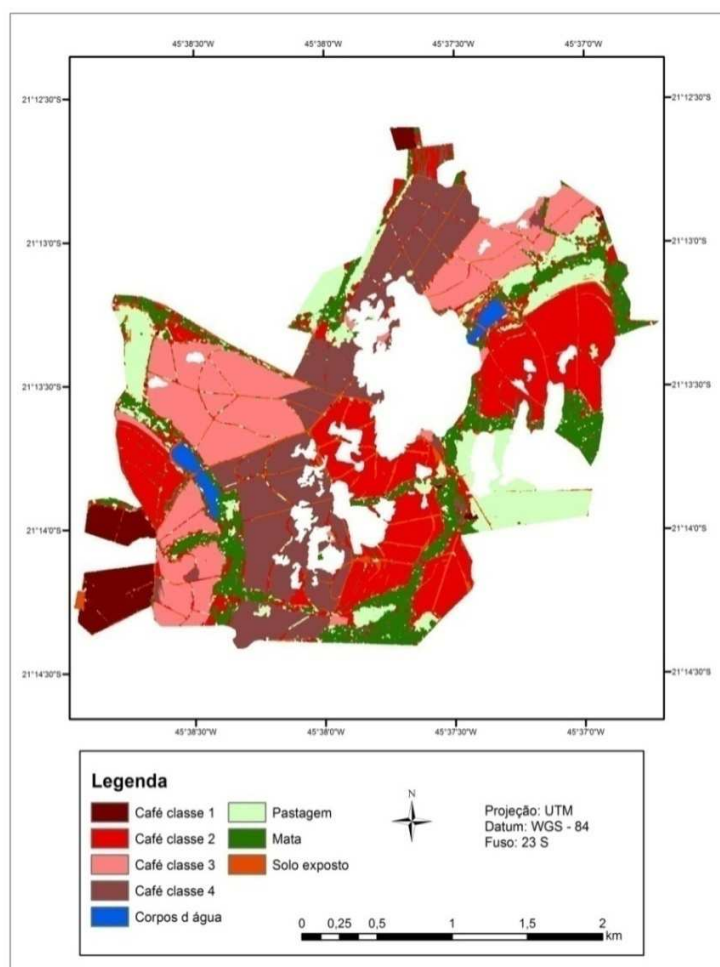 45°38'30"W 45°38'0"W 45°37'30"W 45°37'0"W
21°12'30"S 21°12'30"S
21°13'0"S 21°13'0"S
21°13'30"S 21°13'30"S
21°14'0"S 21°14'0"S
21°14'30"S 21°14'30"S
45°38'30"W 45°38'0"W 45°37'30"W 45°37'0"W
Legenda
Café classe 1
Café classe 2
Café classe 3
Café classe 4
Corpos d água
Pastagem
Mata
Solo exposto
N
Projeção: UTM
Datum: WGS - 84
Fuso: 23 S
0 0,25 0,5 1 1,5 2
km